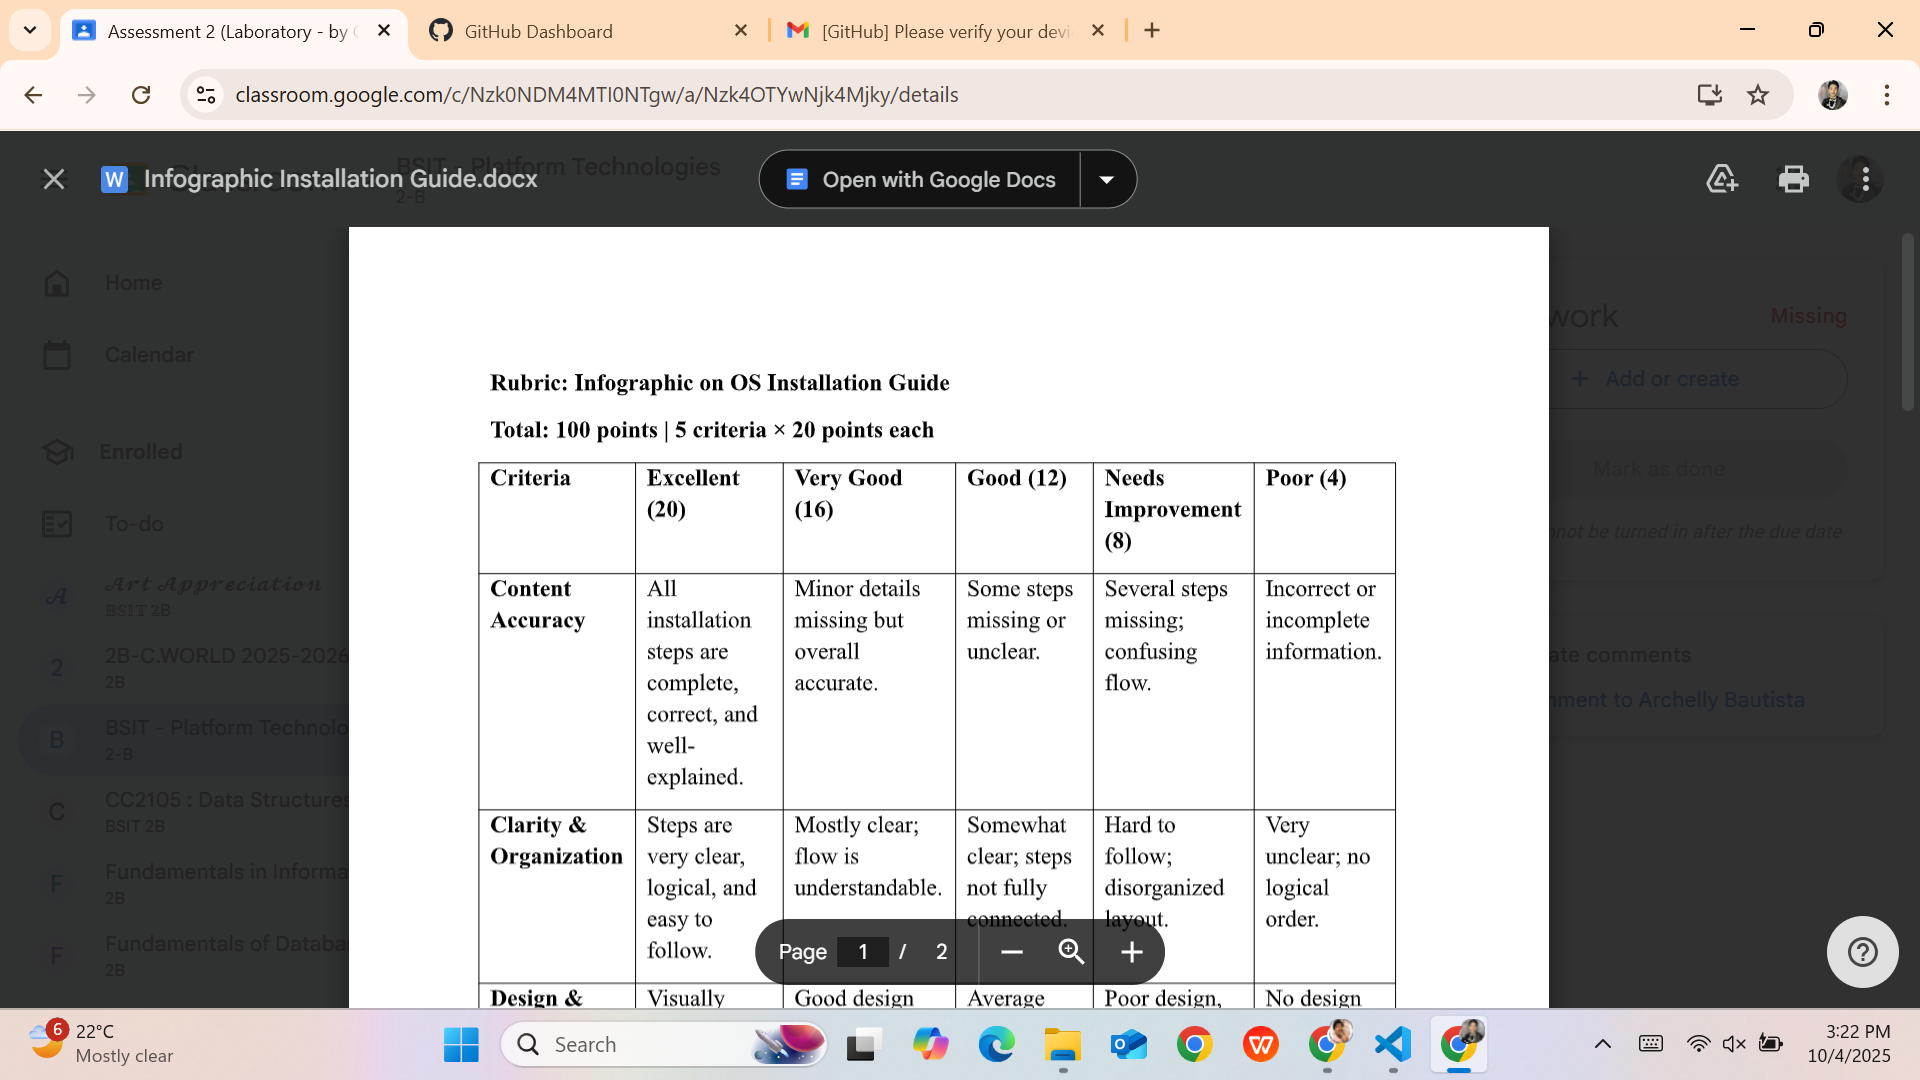 Assessment 2 (Laboratory - by
GitHub Dashboard
[GitHub] Please verify your devi
classroom.google.com/c/Nzk0NDM4MTI0NTgw/a/Nzk4OTYwNjk4Mjky/details
BSIT - Platform Technologies
2-B
W Infographic Installation Guide.docx
Open with Google Docs
Home
Calendar
Enrolled
To-do
A 𝓐𝓻𝓽 𝓐𝓹𝓹𝓻𝓮𝓬𝓲𝓪𝓽𝓲𝓸𝓷
BSIT 2B
2 2B-C.WORLD 2025-2026
2B
B BSIT - Platform Technolo
2-B
C CC2105 : Data Structures
BSIT 2B
F Fundamentals in Informa
2B
F Fundamentals of Databa
2B
Rubric: Infographic on OS Installation Guide
Total: 100 points | 5 criteria × 20 points each
Criteria
Excellent
(20)
Very Good
(16)
Good (12)
Needs
Improvement
(8)
Poor (4)
Content
Accuracy
All
installation
steps are
complete,
correct, and
well-
explained.
Minor details
missing but
overall
accurate.
Some steps
missing or
unclear.
Several steps
missing;
confusing
flow.
Incorrect or
incomplete
information.
Clarity &
Organization
Steps are
very clear,
logical, and
easy to
follow.
Mostly clear;
flow is
understandable.
Somewhat
clear; steps
not fully
connected.
Hard to
follow;
disorganized
layout.
Very
unclear; no
logical
order.
Design &
Visually
Good design
Average
Poor design,
No design
Page 1 / 2
work
Missing
+ Add or create
Mark as done
not be turned in after the due date
ate comments
mment to Archelly Bautista
6
22°C
Mostly clear
Search
3:22 PM
10/4/2025